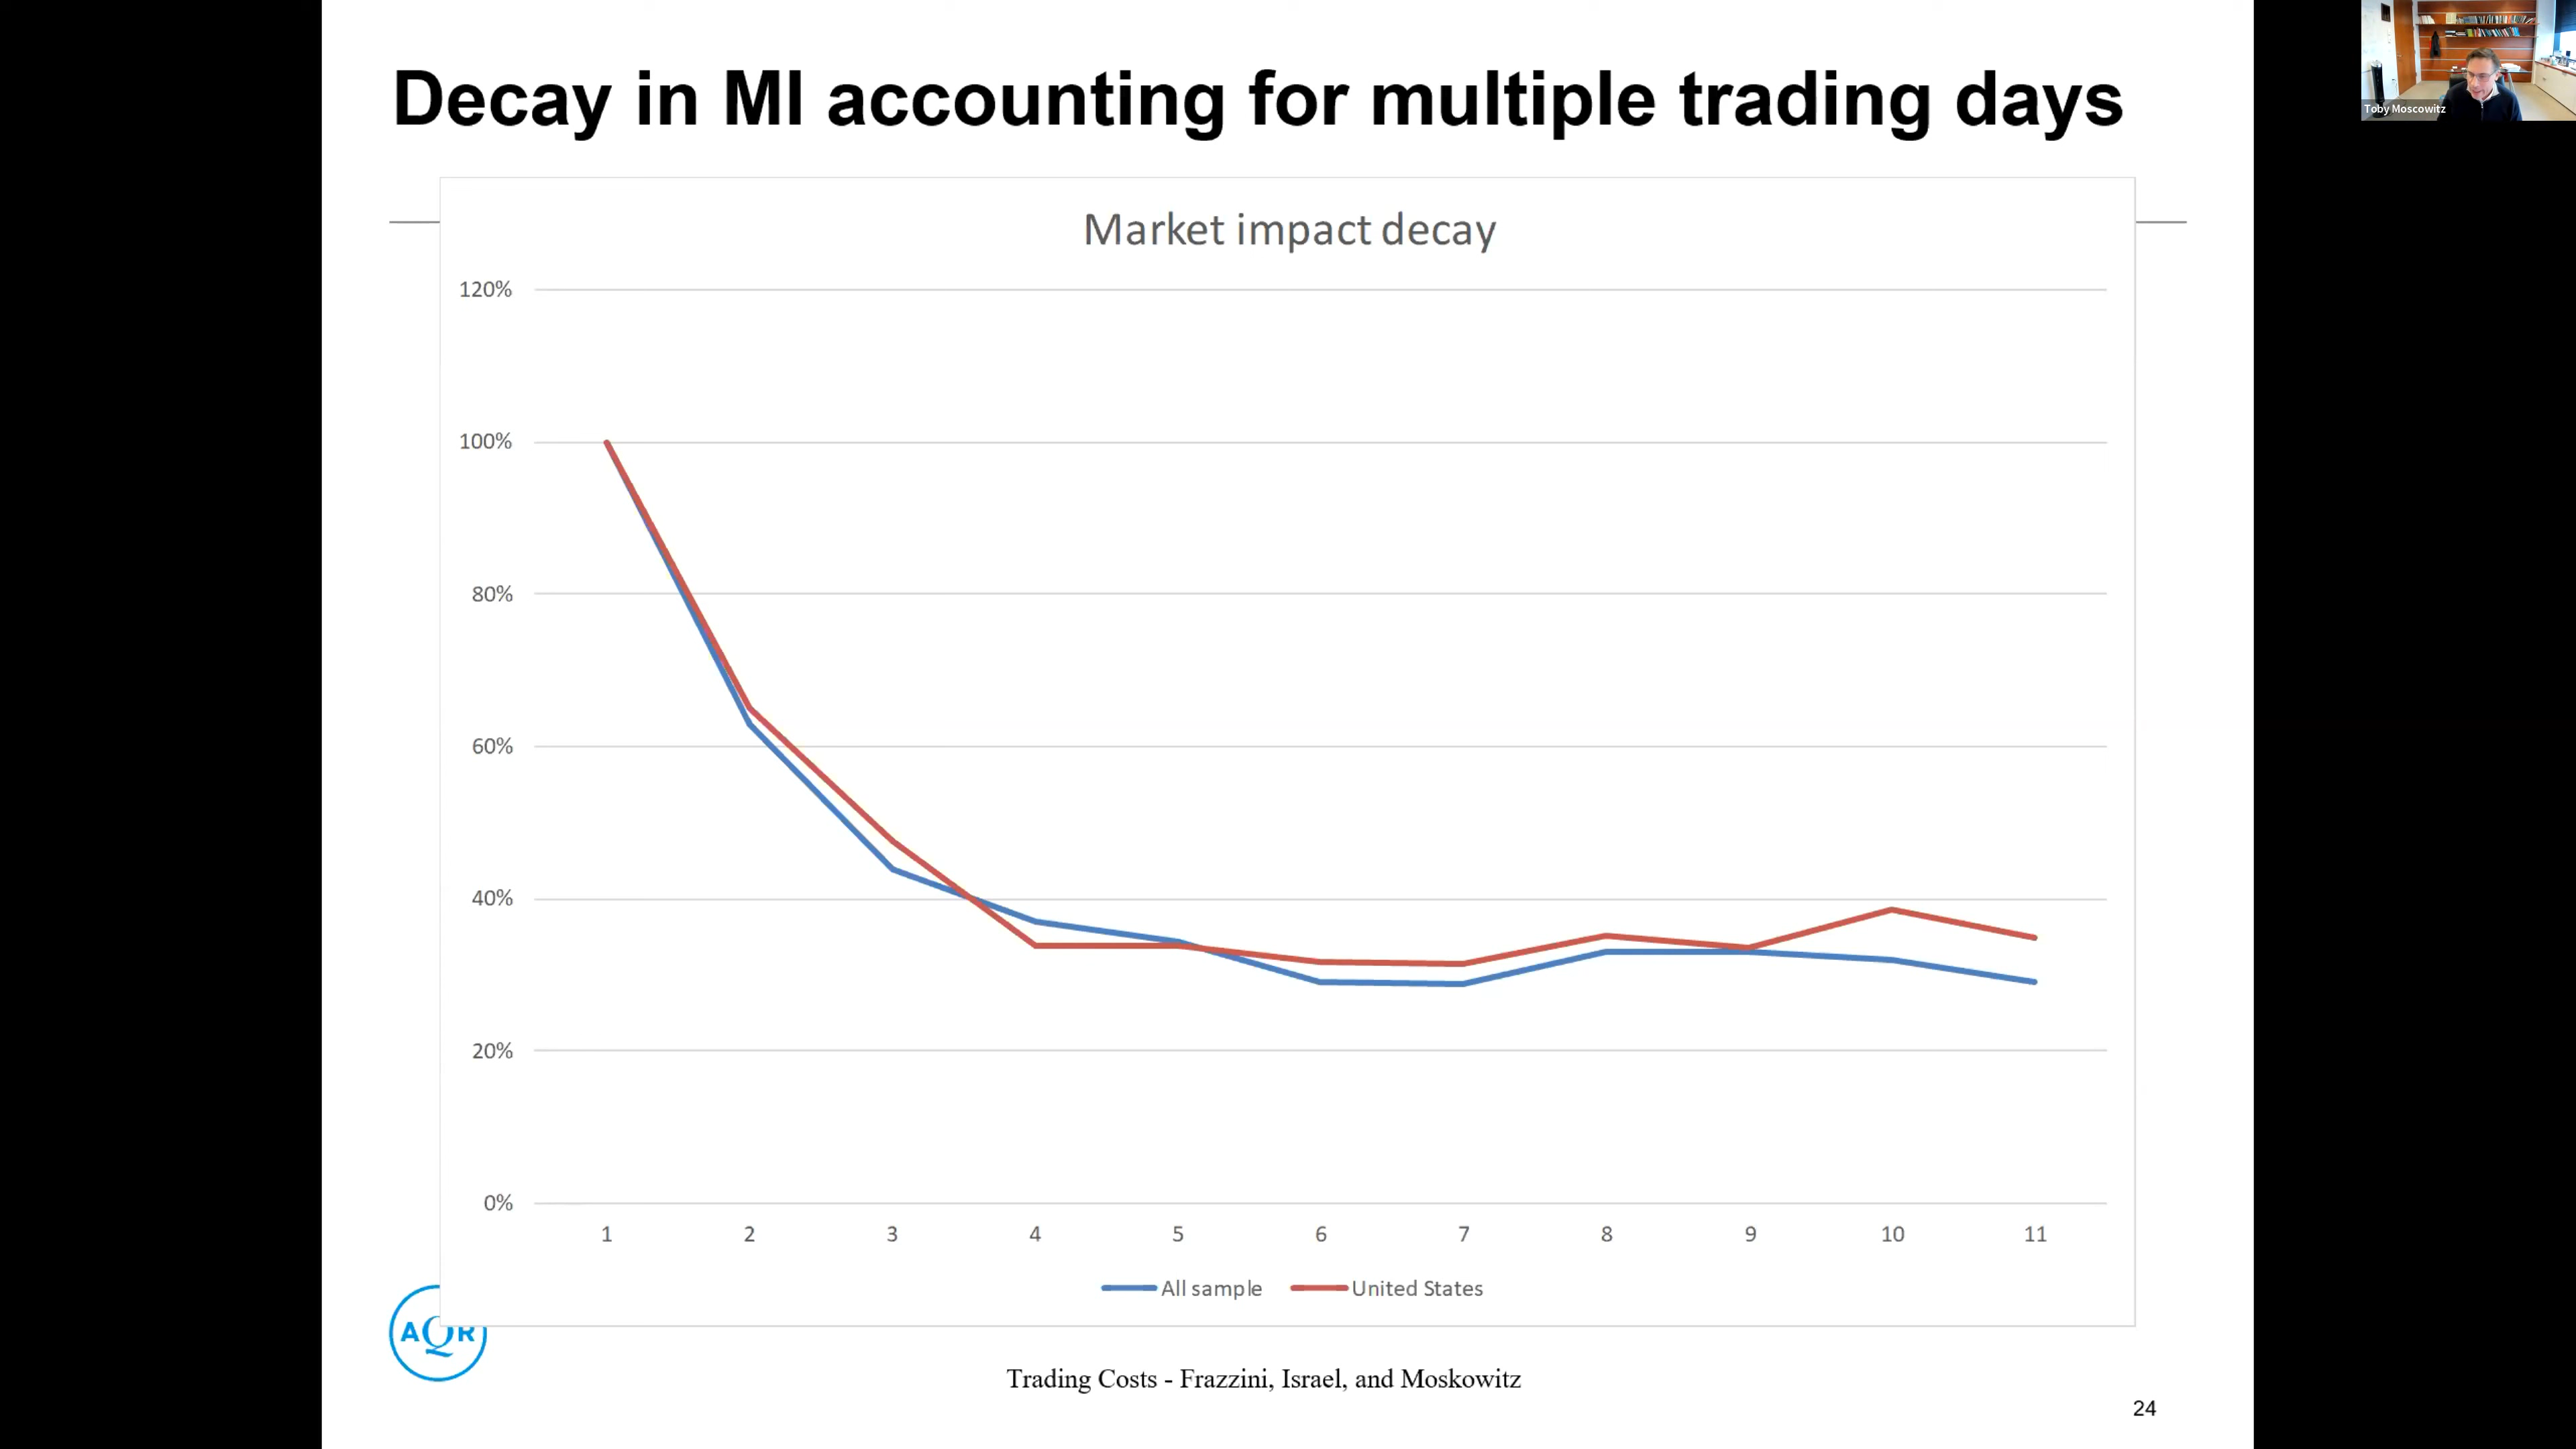 Decay in MI accounting for multiple trading days
Toby Moscowitz
Market impact decay
120%
100%
80%
60%
40%
20%
0%
1 2 3 4 5 6 7 8 9 10 11
All sample United States
AQR
Trading Costs - Frazzini, Israel, and Moskowitz
24